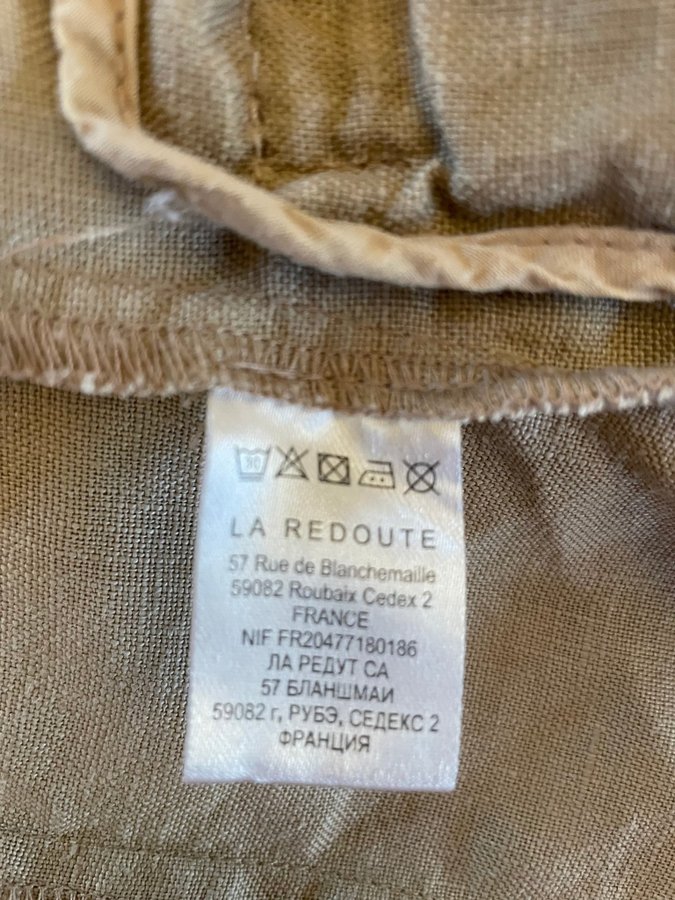 30
LA REDOUTE
57 Rue de Blanchemaille
59082 Roubaix Cedex 2
FRANCE
NIF FR20477180186
ЛА РЕДУТ СА
57 БЛАНШМАИ
59082 г, РУБЭ, СЕДЕКС 2
ФРАНЦИЯ